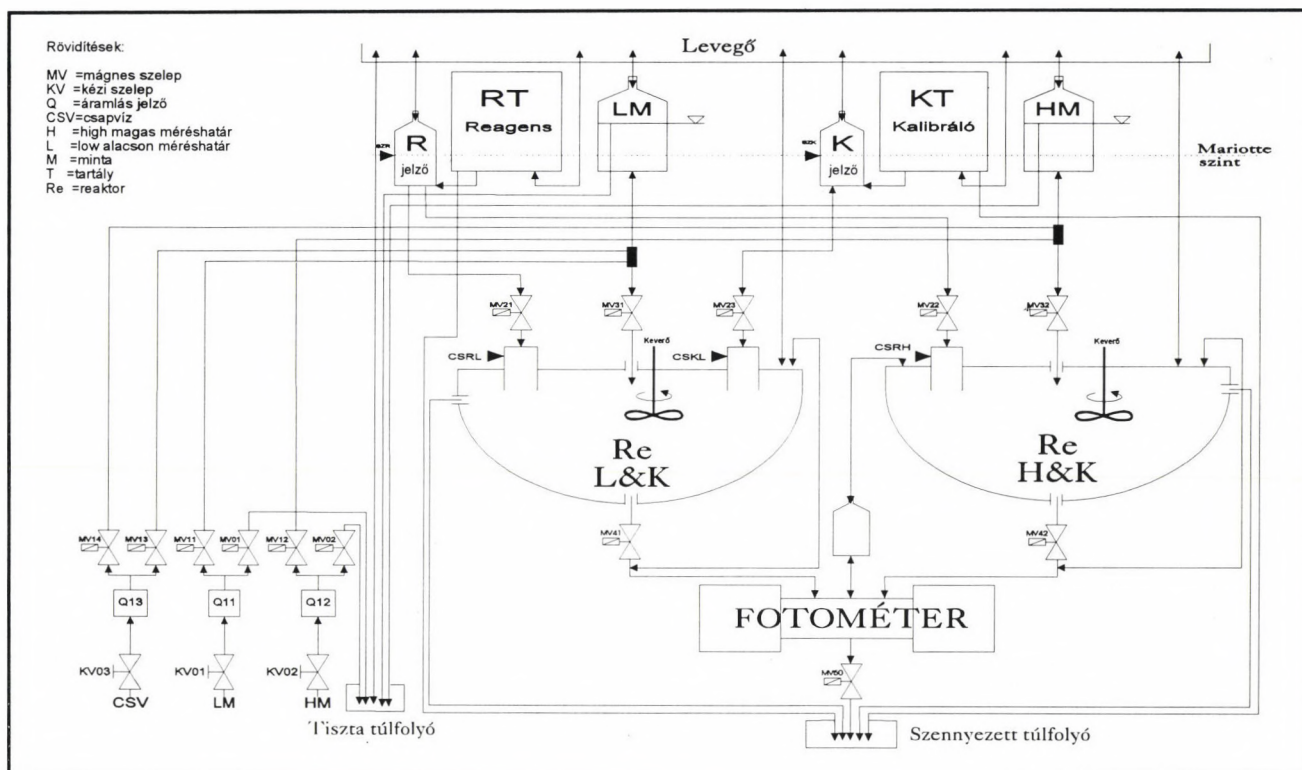 Rövidítések:
MV =mágnes szelep
KV =kézi szelep
Q =áramlás jelző
CSV=csapvíz
H =high magas méréshatár
L =low alacson méréshatár
M =minta
T =tartály
Re =reaktor
Levegő
RT
Reagens
LM
KT
Kalibráló
HM
R
jelző
SZR
K
jelző
SZK
Mariotte
szint
MV21
MV31
MV23
MV22
MV32
CSRL
Keverő
CSKL
CSRH
Keverő
Re
L&K
Re
H&K
MV14
MV13
MV11
MV01
MV12
MV02
MV41
MV42
Q13
Q11
Q12
FOTOMÉTER
KV03
KV01
KV02
MV50
CSV
LM
HM
Tiszta túlfolyó
Szennyezett túlfolyó